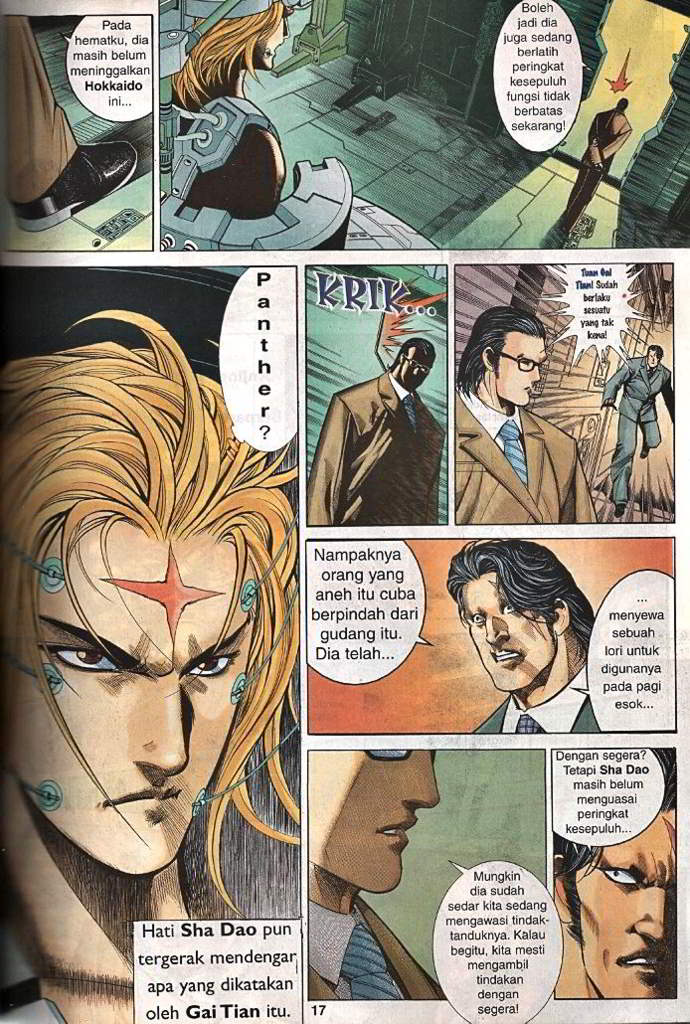 Pada
hematku, dia
masih belum
meninggalkan
Hokkaido
ini...
Boleh
jadi dia
juga sedang
berlatih
peringkat
kesepuluh
fungsi tidak
berbatas
sekarang!
Panther?
KRIK...
Tuan Gai
Tian! Sudah
berlaku
sesuatu
yang tak
kena!
Nampaknya
orang yang
aneh itu cuba
berpindah dari
gudang itu.
Dia telah...
...
menyewa
sebuah
lori untuk
digunanya
pada pagi
esok...
Hati Sha Dao pun
tergerak mendengar
apa yang dikatakan
oleh Gai Tian itu.
Mungkin
dia sudah
sedar kita sedang
mengawasi tindak-
tanduknya. Kalau
begitu, kita mesti
mengambil
tindakan
dengan
segera!
Dengan segera?
Tetapi Sha Dao
masih belum
menguasai
peringkat
kesepuluh...
17